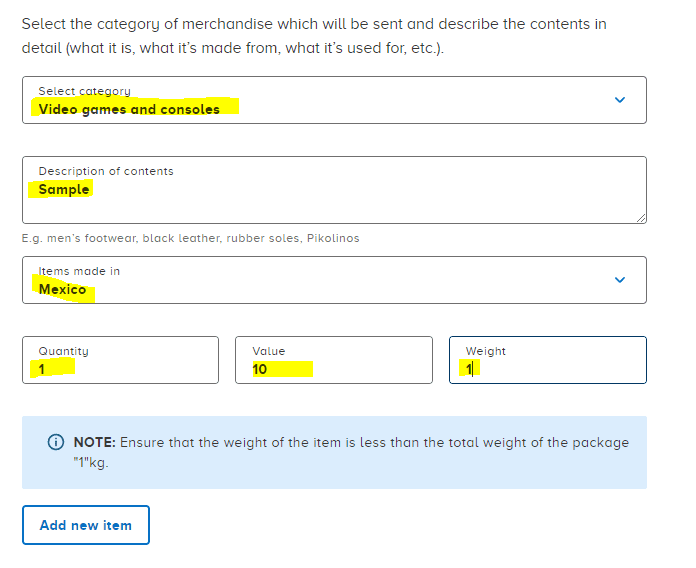 Select the category of merchandise which will be sent and describe the contents in
detail (what it is, what it's made from, what it's used for, etc.).
Select category
Video games and consoles
Description of contents
Sample
E.g. men's footwear, black leather, rubber soles, Pikolinos
Items made in
Mexico
Quantity
1
Value
10
Weight
1
NOTE: Ensure that the weight of the item is less than the total weight of the package
"1"kg.
Add new item